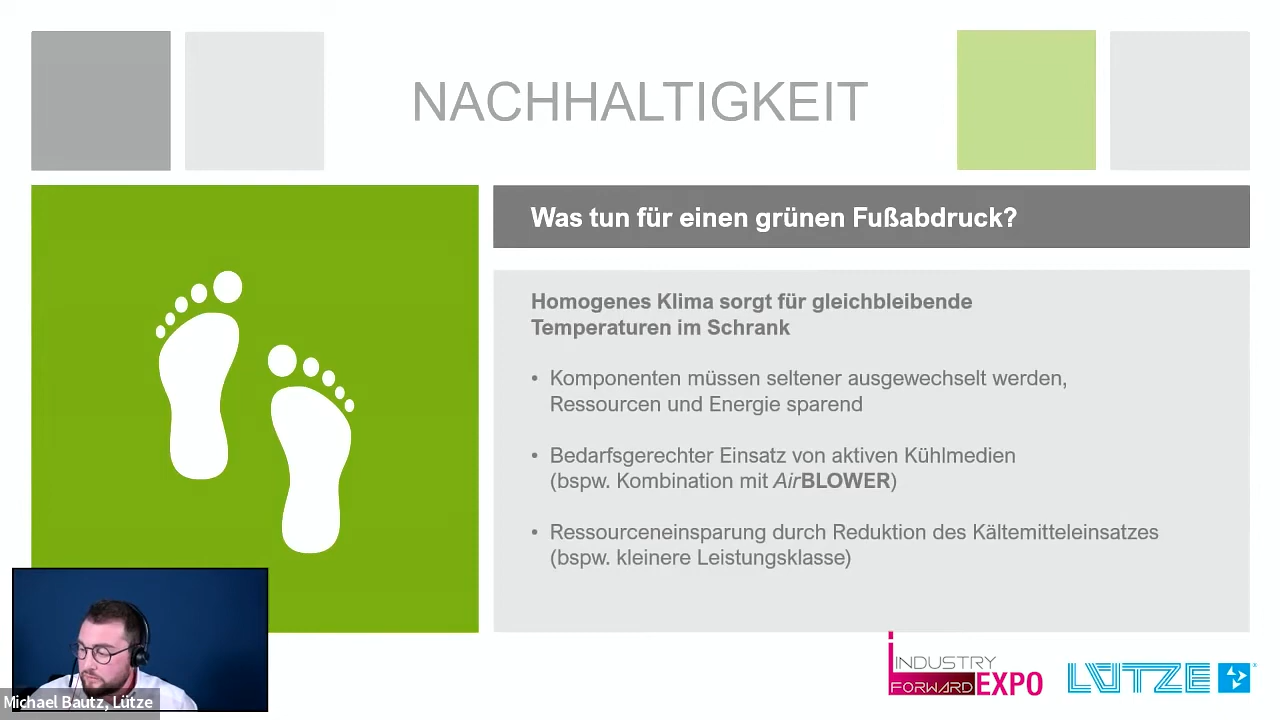 NACHHALTIGKEIT
Was tun für einen grünen Fußabdruck?
Homogenes Klima sorgt für gleichbleibende
Temperaturen im Schrank
• Komponenten müssen seltener ausgewechselt werden,
Ressourcen und Energie sparend
• Bedarfsgerechter Einsatz von aktiven Kühlmedien
(bspw. Kombination mit AirBLOWER)
• Ressourceneinsparung durch Reduktion des Kältemitteleinsatzes
(bspw. kleinere Leistungsklasse)
Michael Bautz, Lütze
INDUSTRY
FORWARD EXPO
LÜTZE